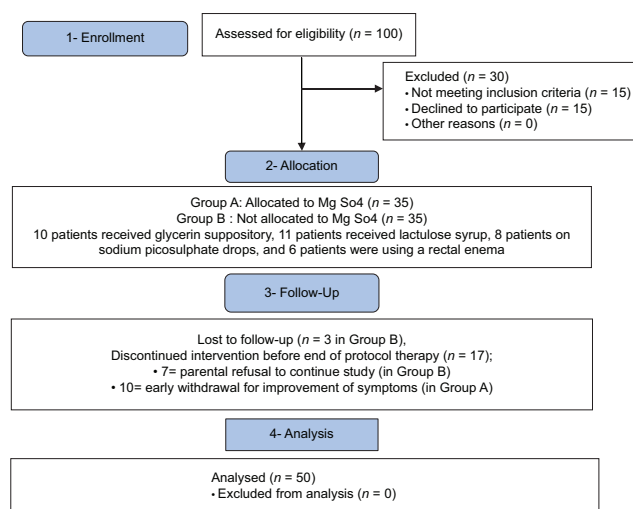 1- Enrollment
Assessed for eligibility (n = 100)
Excluded (n = 30)
• Not meeting inclusion criteria (n = 15)
• Declined to participate (n = 15)
• Other reasons (n = 0)
2- Allocation
Group A: Allocated to Mg So4 (n = 35)
Group B : Not allocated to Mg So4 (n = 35)
10 patients received glycerin suppository, 11 patients received lactulose syrup, 8 patients on
sodium picosulphate drops, and 6 patients were using a rectal enema
3- Follow-Up
Lost to follow-up (n = 3 in Group B),
Discontinued intervention before end of protocol therapy (n = 17);
• 7= parental refusal to continue study (in Group B)
• 10= early withdrawal for improvement of symptoms (in Group A)
4- Analysis
Analysed (n = 50)
• Excluded from analysis (n = 0)